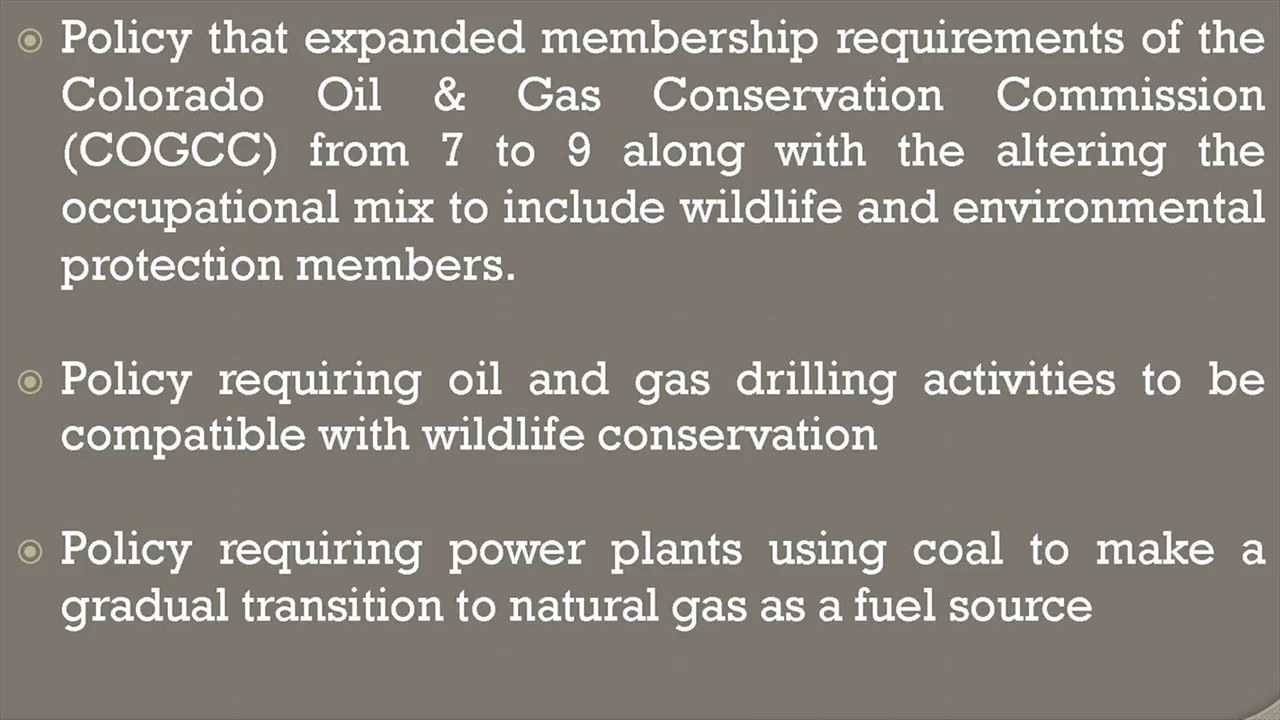 Policy that expanded membership requirements of the
Colorado Oil & Gas Conservation Commission
(COGCC) from 7 to 9 along with the altering the
occupational mix to include wildlife and environmental
protection members.
Policy requiring oil and gas drilling activities to be
compatible with wildlife conservation
Policy requiring power plants using coal to make a
gradual transition to natural gas as a fuel source